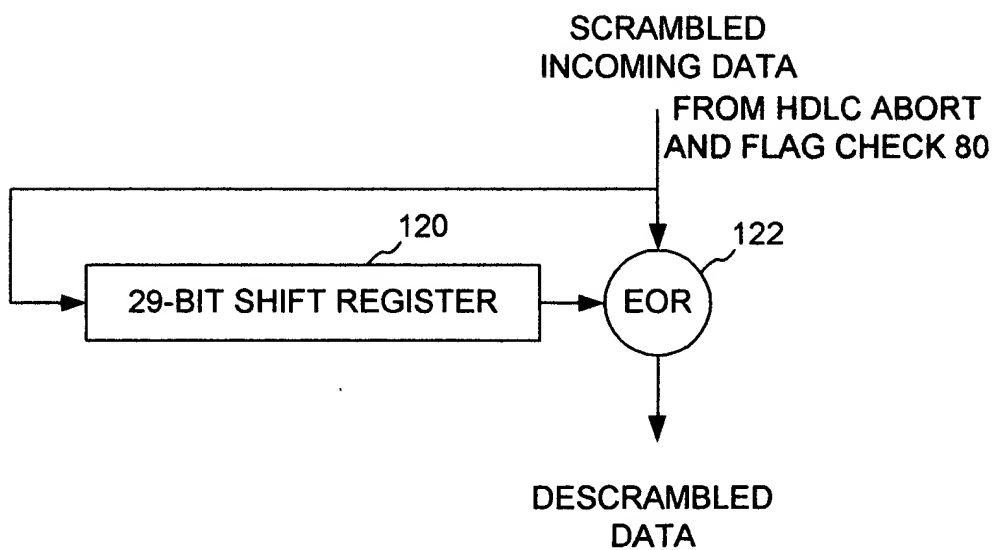 SCRAMBLED
INCOMING DATA
FROM HDLC ABORT
AND FLAG CHECK 80
120
122
29-BIT SHIFT REGISTER
EOR
DESCRAMBLED
DATA